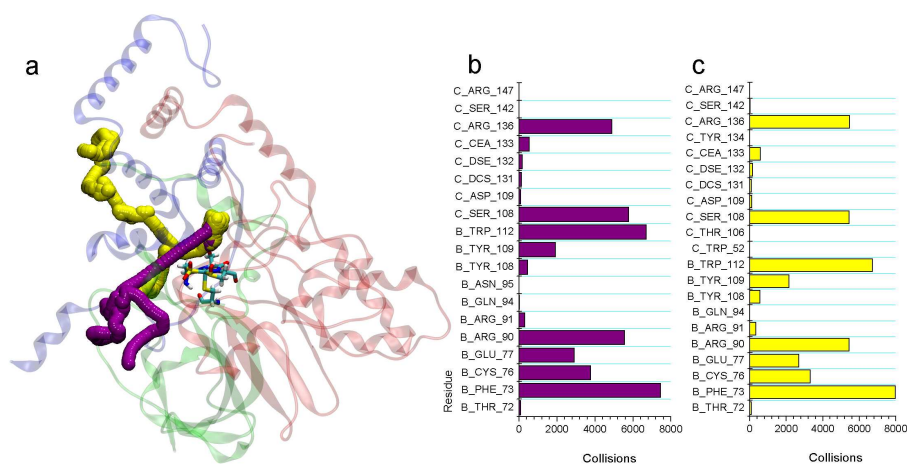 a
b
C_ARG_147
C_SER_142
C_ARG_136
C_CEA_133
C_DSE_132
C_DCS_131
C_ASP_109
C_SER_108
B_TRP_112
B_TYR_109
B_TYR_108
B_ASN_95
B_GLN_94
B_ARG_91
B_ARG_90
B_GLU_77
B_CYS_76
B_PHE_73
B_THR_72
Residue
0 2000 4000 6000 8000
Collisions
c
C_ARG_147
C_SER_142
C_ARG_136
C_TYR_134
C_CEA_133
C_DSE_132
C_DCS_131
C_ASP_109
C_SER_108
C_THR_106
C_TRP_52
B_TRP_112
B_TYR_109
B_TYR_108
B_GLN_94
B_ARG_91
B_ARG_90
B_GLU_77
B_CYS_76
B_PHE_73
B_THR_72
0 2000 4000 6000 8000
Collisions